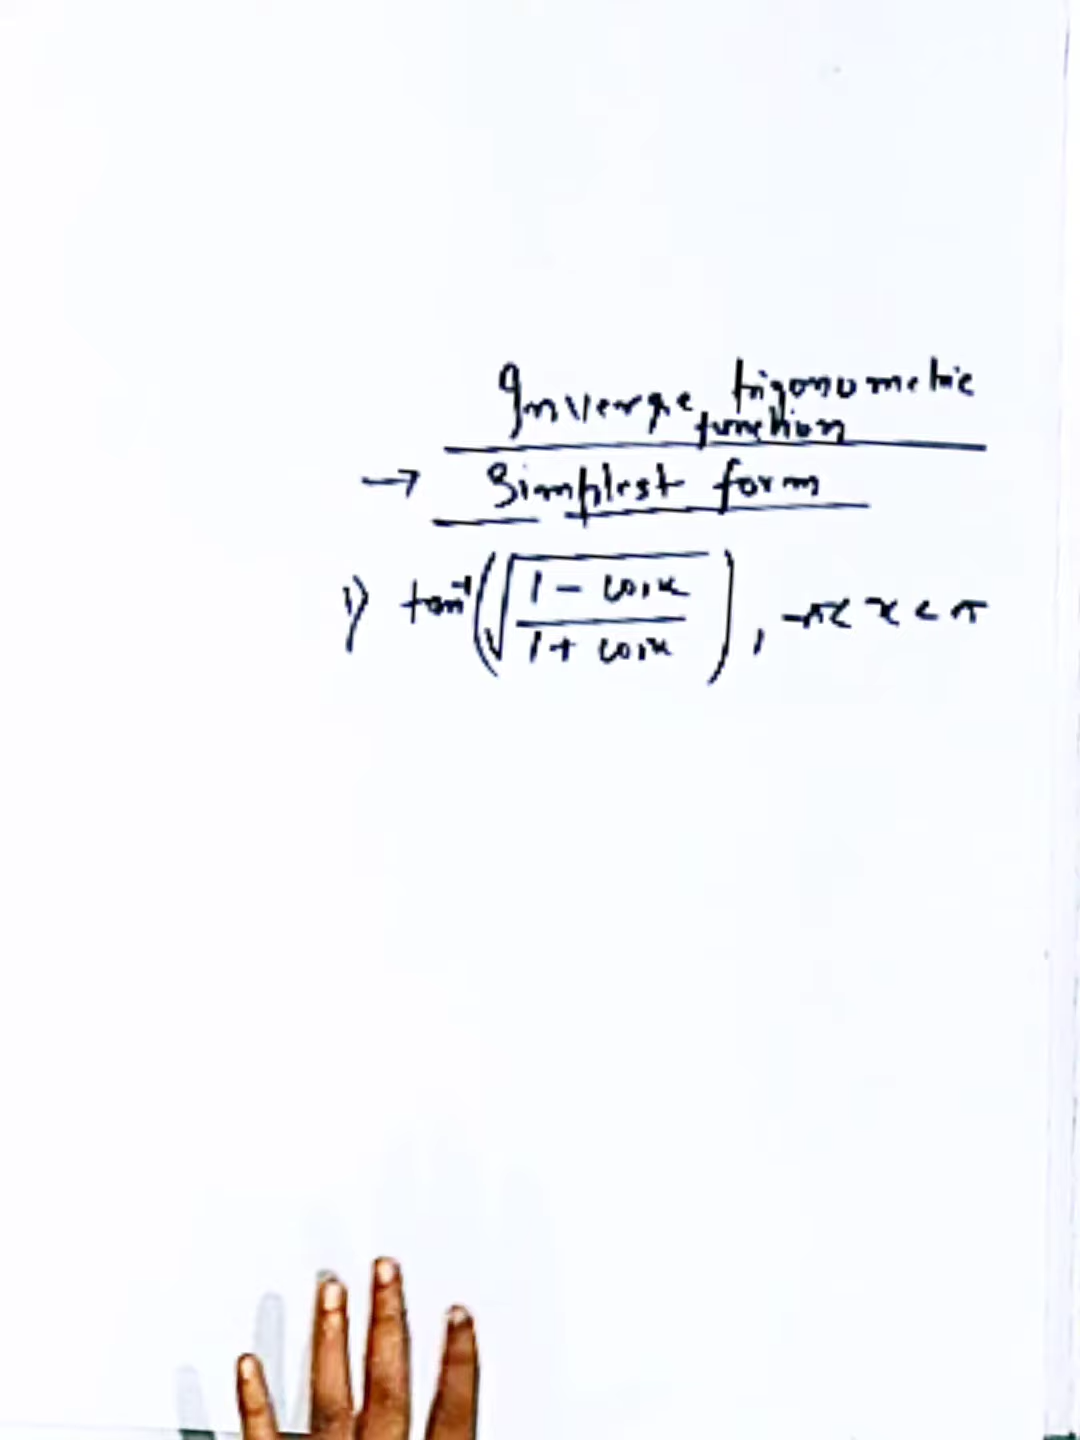 Inverse trigonometric function
→ Simplest form
1) tan⁻¹(√((1 - cosx)/(1 + cosx))), -π < x < π